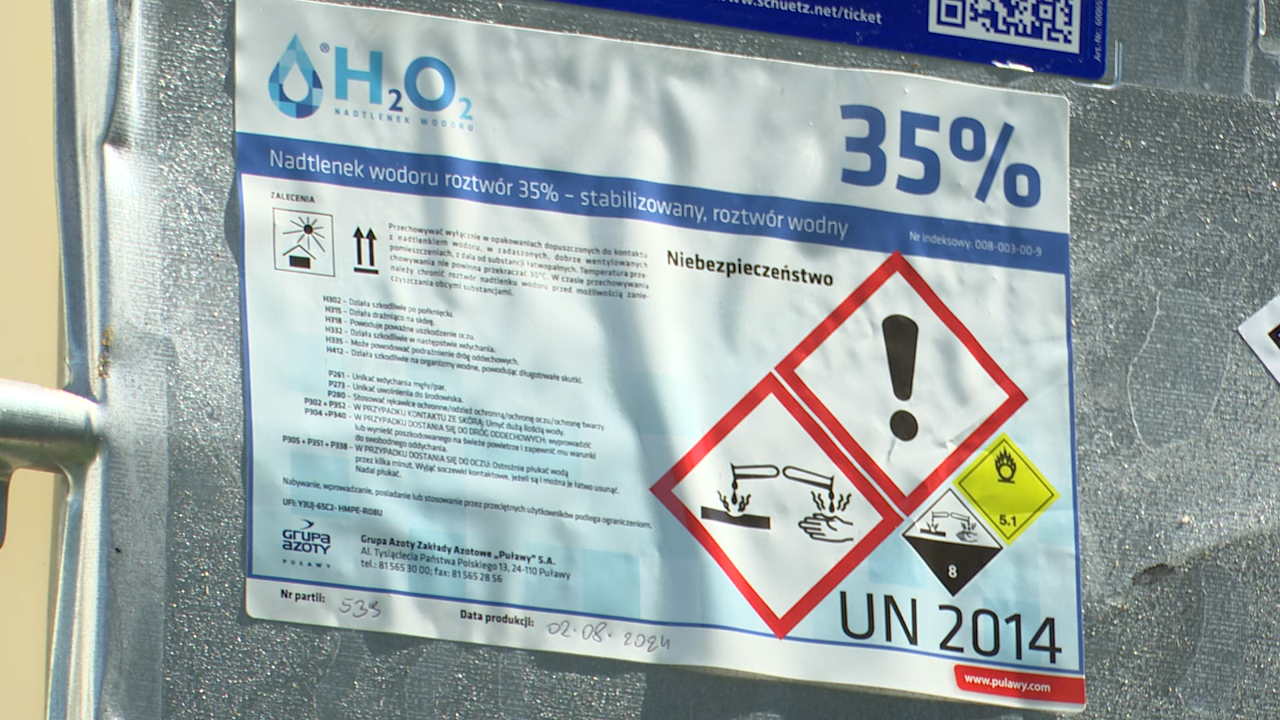 www.schuetz.net/ticket
® H2O2
NADTLENEK WODORU
35%
Nadtlenek wodoru roztwór 35% – stabilizowany, roztwór wodny
Nr indeksowy: 008-003-00-9
ZALECENIA
Przechowywać wyłącznie w opakowaniach dopuszczonych do kontaktu
z nadtlenkiem wodoru, w zadaszonych, dobrze wentylowanych
pomieszczeniach, z dala od substancji łatwopalnych. Temperatura prze-
chowywania nie powinna przekraczać 30°C. W czasie przechowywania
należy chronić roztwór nadtlenku wodoru przed możliwością zanie-
czyszczania obcymi substancjami.
Niebezpieczeństwo
H302 – Działa szkodliwie po połknięciu.
H315 – Działa drażniąco na skórę.
H318 – Powoduje poważne uszkodzenie oczu.
H332 – Działa szkodliwie w następstwie wdychania.
H335 – Może powodować podrażnienie dróg oddechowych.
H412 – Działa szkodliwie na organizmy wodne, powodując długotrwałe skutki.
P261 – Unikać wdychania mgły/par.
P273 – Unikać uwolnienia do środowiska.
P280 – Stosować rękawice ochronne/odzież ochronną/ochronę oczu/ochronę twarzy.
P302 + P352 – W PRZYPADKU KONTAKTU ZE SKÓRĄ: Umyć dużą ilością wody.
P304 +P340 – W PRZYPADKU DOSTANIA SIĘ DO DRÓG ODDECHOWYCH: wyprowadzić
lub wynieść poszkodowanego na świeże powietrze i zapewnić mu warunki
do swobodnego oddychania.
P305 + P351 + P338 – W PRZYPADKU DOSTANIA SIĘ DO OCZU: Ostrożnie płukać wodą
przez kilka minut. Wyjąć soczewki kontaktowe, jeżeli są i można je łatwo usunąć.
Nadal płukać.
Nabywanie, wprowadzanie, posiadanie lub stosowanie przez przeciętnych użytkowników podlega ograniczeniom.
UFI: Y3UJ-65C2- HMPE-R08U
GRUPA
AZOTY
PUŁAWY
Grupa Azoty Zakłady Azotowe „Puławy” S.A.
Al. Tysiąclecia Państwa Polskiego 13, 24-110 Puławy
tel.: 81 565 30 00; fax: 81 565 28 56
5.1
8
UN 2014
Nr partii: 539
Data produkcji: 02.08.2024
www.pulawy.com